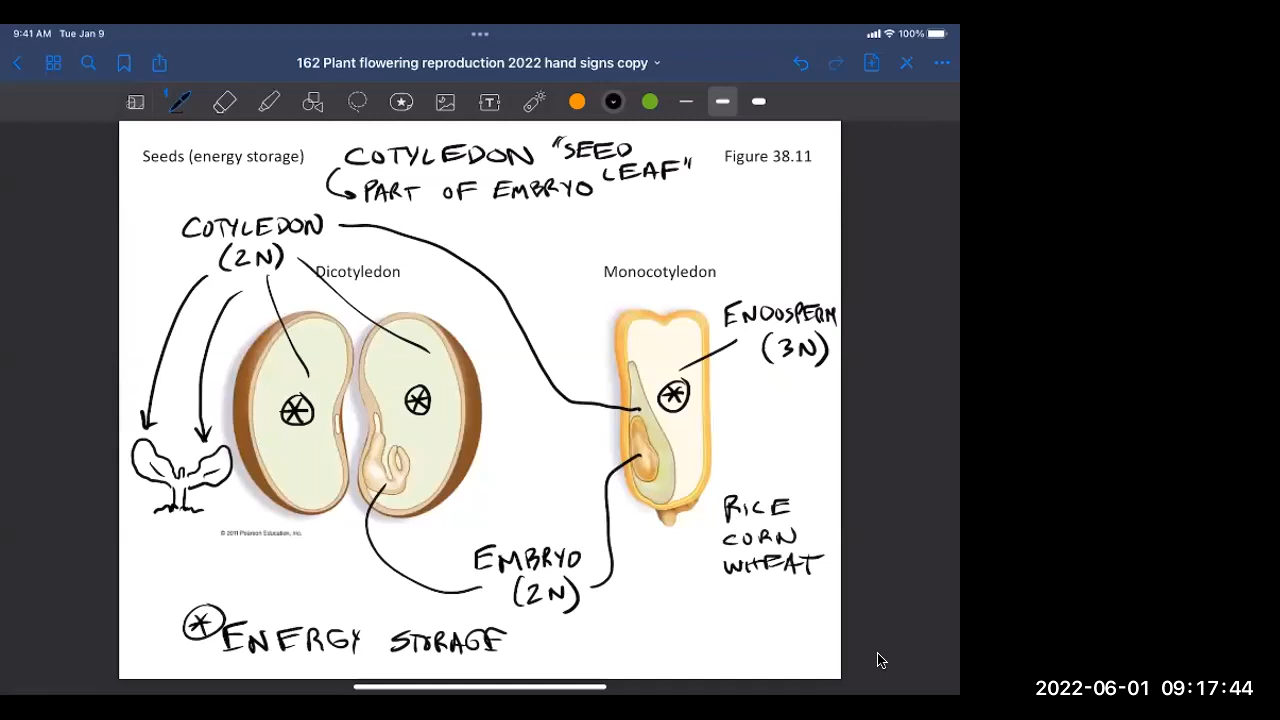 9:41 AM Tue Jan 9
100%
162 Plant flowering reproduction 2022 hand signs copy
Seeds (energy storage)
COTYLEDON "SEED LEAF"
Figure 38.11
PART OF EMBRYO
COTYLEDON
(2N)
Dicotyledon
Monocotyledon
ENDOSPERM
(3N)
© 2011 Pearson Education, Inc.
RICE
CORN
WHEAT
EMBRYO
(2N)
ENERGY STORAGE
2022-06-01 09:17:44